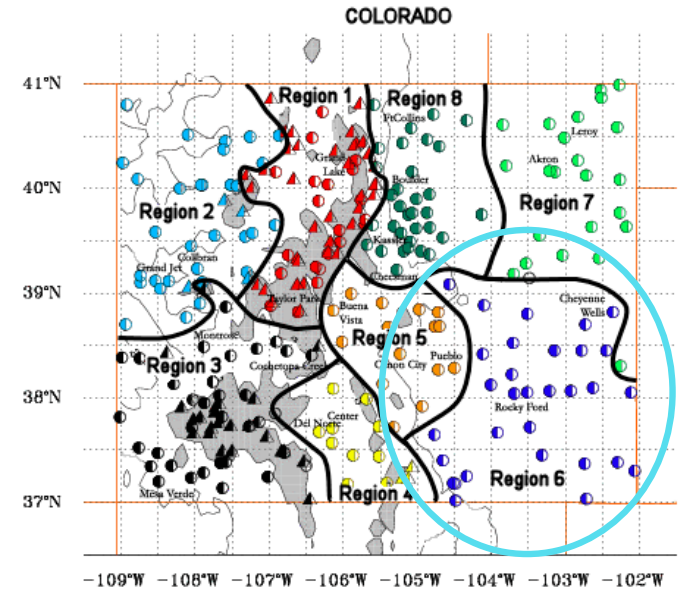 COLORADO
41°N
Region 1
Region 8
FtCollins
Leroy
Grand
Lake
Akron
40°N
Boulder
Region 2
Region 7
Kassler
Collbran
Grand Jct
Cheesman
39°N
Taylor Park
Buena
Vista
Cheyenne
Wells
Montrose
Region 5
Region 3
Cochetopa Creek
Canon City
Pueblo
38°N
Rocky Ford
Center
Del Norte
Region 6
Mesa Verde
Region 4
37°N
-109°W -108°W -107°W -106°W -105°W -104°W -103°W -102°W